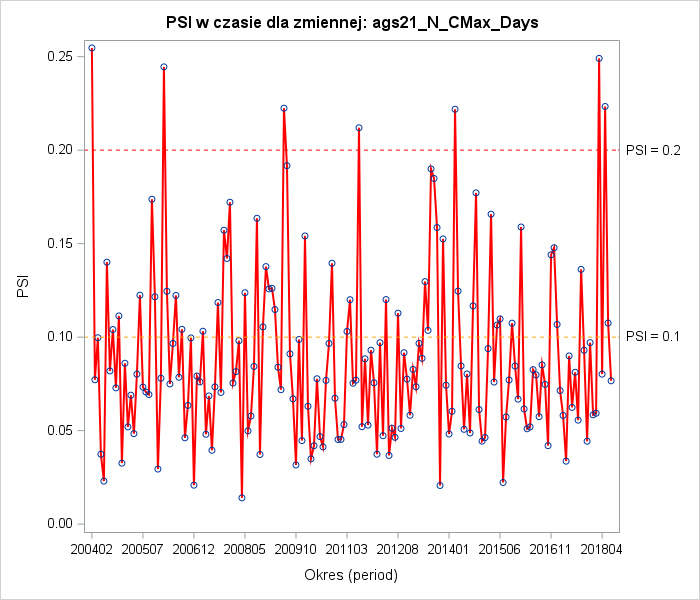 PSI w czasie dla zmiennej: ags21_N_CMax_Days
0.25
0.20
0.15
0.10
0.05
0.00
PSI
PSI = 0.2
PSI = 0.1
200402 200507 200612 200805 200910 201103 201208 201401 201506 201611 201804
Okres (period)